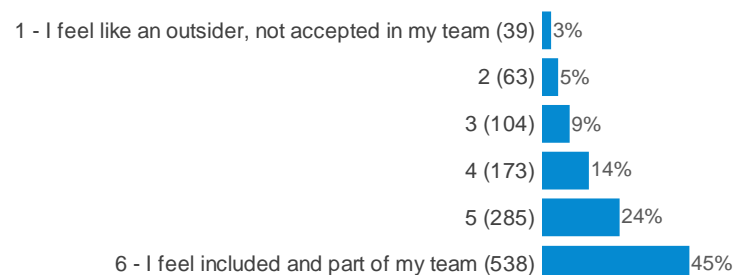 1 - I feel like an outsider, not accepted in my team (39) 3%
2 (63) 5%
3 (104) 9%
4 (173) 14%
5 (285) 24%
6 - I feel included and part of my team (538) 45%